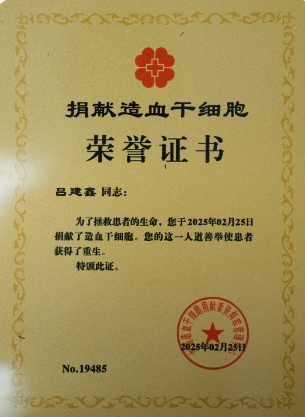 捐献造血干细胞
荣誉证书
吕建鑫 同志：
为了拯救患者的生命，您于2025年02月25日
捐献了造血干细胞。您的这一人道善举使患者
获得了重生。
特颁此证。
2025年02月25日
No.19485